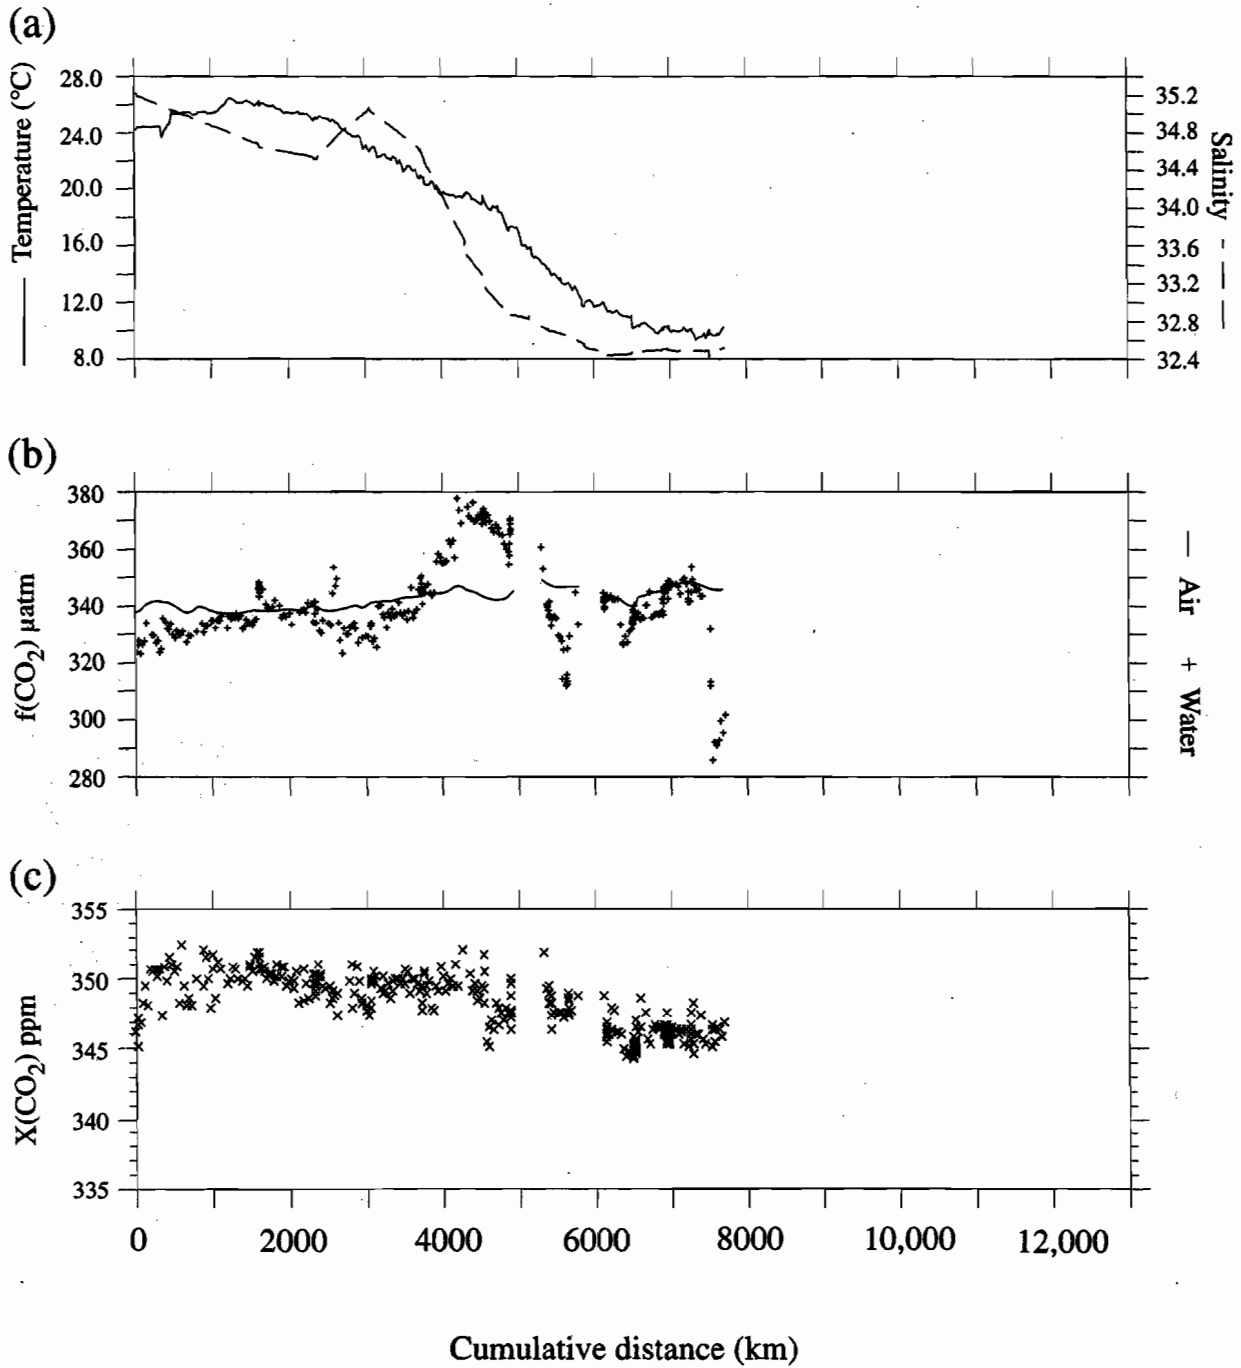 (a)
Temperature (°C)
28.0
24.0
20.0
16.0
12.0
8.0
35.2
34.8
34.4
34.0
33.6
33.2
32.8
32.4
Salinity
(b)
f(CO₂) µatm
380
360
340
320
300
280
Air
+ Water
(c)
X(CO₂) ppm
355
350
345
340
335
0 2000 4000 6000 8000 10,000 12,000
Cumulative distance (km)